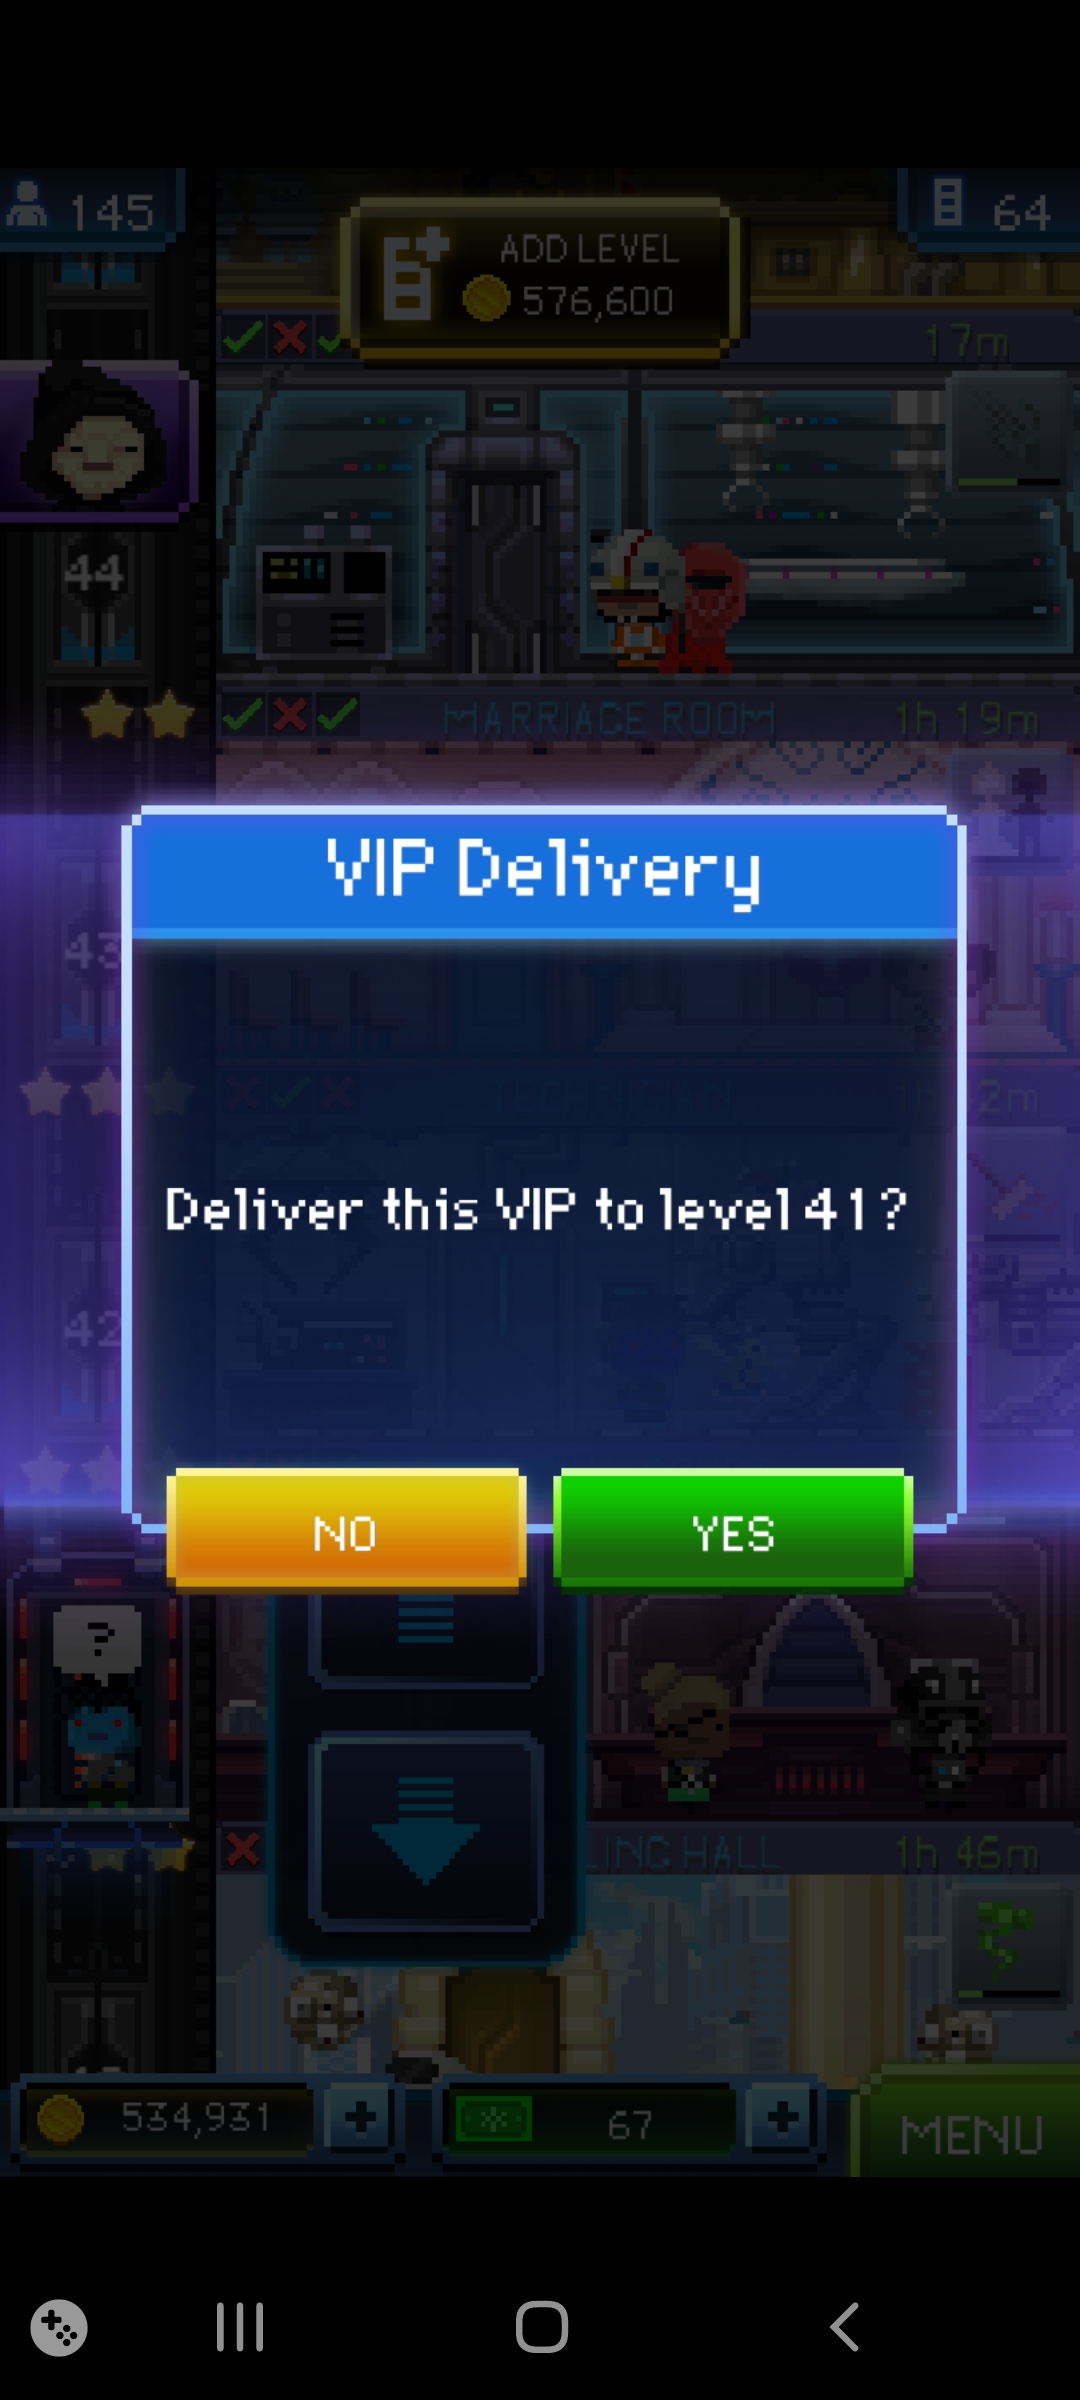 145
ADD LEVEL
576,600
64
17m
44
MARRIAGE ROOM
1h 19m
VIP Delivery
43
TECHNICIAN
Deliver this VIP to level 41?
42
NO
YES
?
1h 46m
534,931
67
MENU